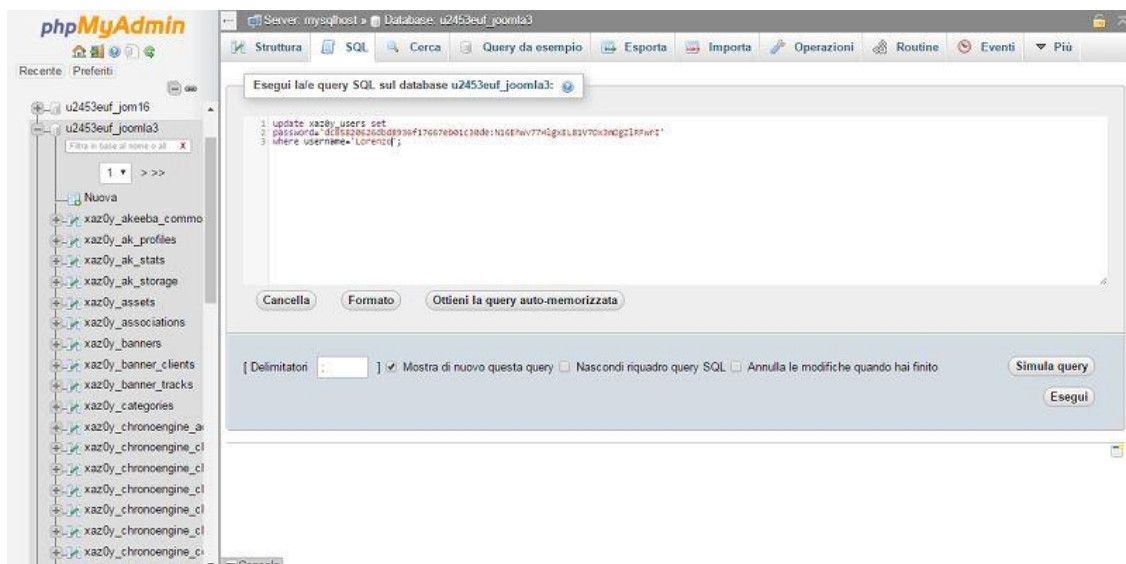 phpMyAdmin
Recente Preferiti
u2453euf_jom16
u2453euf_joomla3
X
1 > >>
Nuova
xaz0y_akeeba_commo
xaz0y_ak_profiles
xaz0y_ak_stats
xaz0y_ak_storage
xaz0y_assets
xaz0y_associations
xaz0y_banners
xaz0y_banner_clients
xaz0y_banner_tracks
xaz0y_categories
xaz0y_chronoengine_a
xaz0y_chronoengine_cl
xaz0y_chronoengine_cl
xaz0y_chronoengine_cl
xaz0y_chronoengine_cl
xaz0y_chronoengine_cl
xaz0y_chronoengine_c
Server: mysqlhost » Database: u2453euf_joomla3
Struttura SQL Cerca Query da esempio Esporta Importa Operazioni Routine Eventi Più
Esegui la/e query SQL sul database u2453euf_joomla3:
1 update xaz0y_users set
2
3 where username='Lorenzo';
Cancella Formato Ottieni la query auto-memorizzata
[ Delimitatori ; ] Mostra di nuovo questa query Nascondi riquadro query SQL Annulla le modifiche quando hai finito Simula query
Esegui